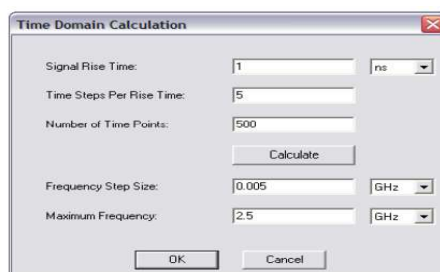 Time Domain Calculation
Signal Rise Time: 1 ns
Time Steps Per Rise Time: 5
Number of Time Points: 500
Calculate
Frequency Step Size: 0.005 GHz
Maximum Frequency: 2.5 GHz
OK Cancel